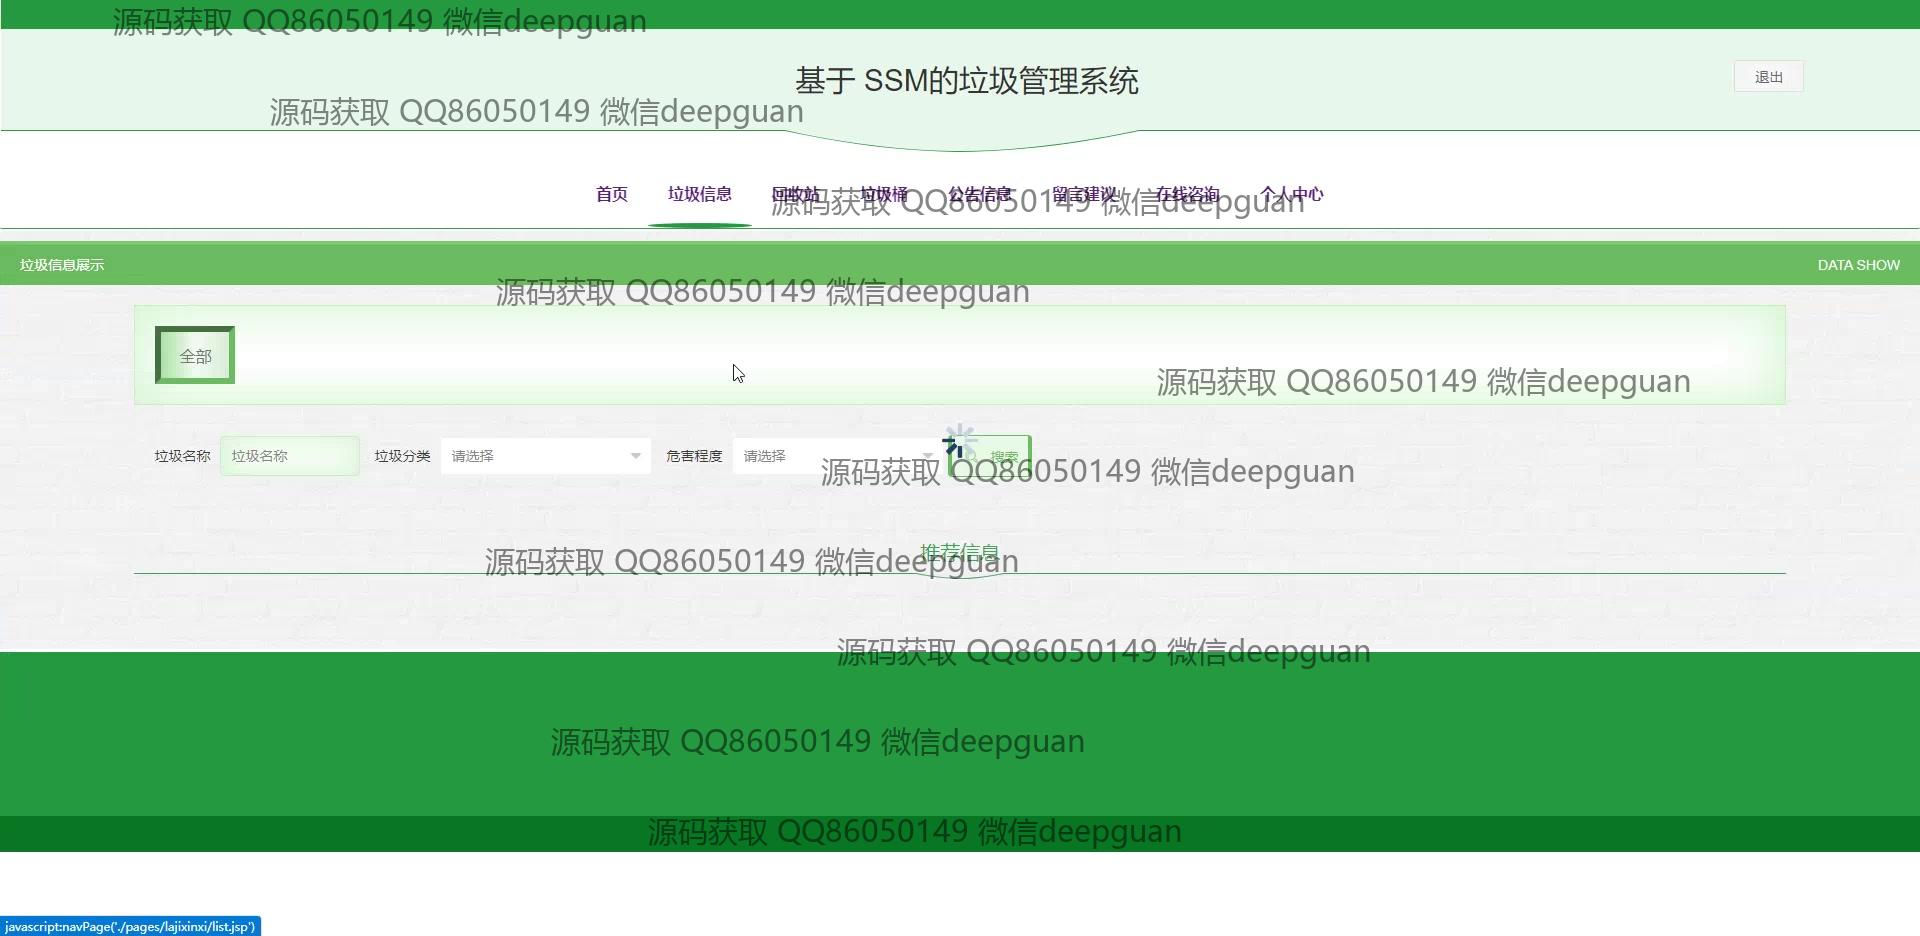 源码获取 QQ86050149 微信deepguan
基于 SSM的垃圾管理系统
退出
源码获取 QQ86050149 微信deepguan
首页 垃圾信息 回收站 垃圾桶 公告信息 留言建议 在线咨询 个人中心
源码获取 QQ86050149 微信deepguan
垃圾信息展示 DATA SHOW
源码获取 QQ86050149 微信deepguan
全部
源码获取 QQ86050149 微信deepguan
垃圾名称 垃圾名称 垃圾分类 请选择 危害程度 请选择 搜索
源码获取 QQ86050149 微信deepguan
推荐信息
源码获取 QQ86050149 微信deepguan
源码获取 QQ86050149 微信deepguan
源码获取 QQ86050149 微信deepguan
源码获取 QQ86050149 微信deepguan
javascript:navPage('./pages/lajixinxi/list.jsp')